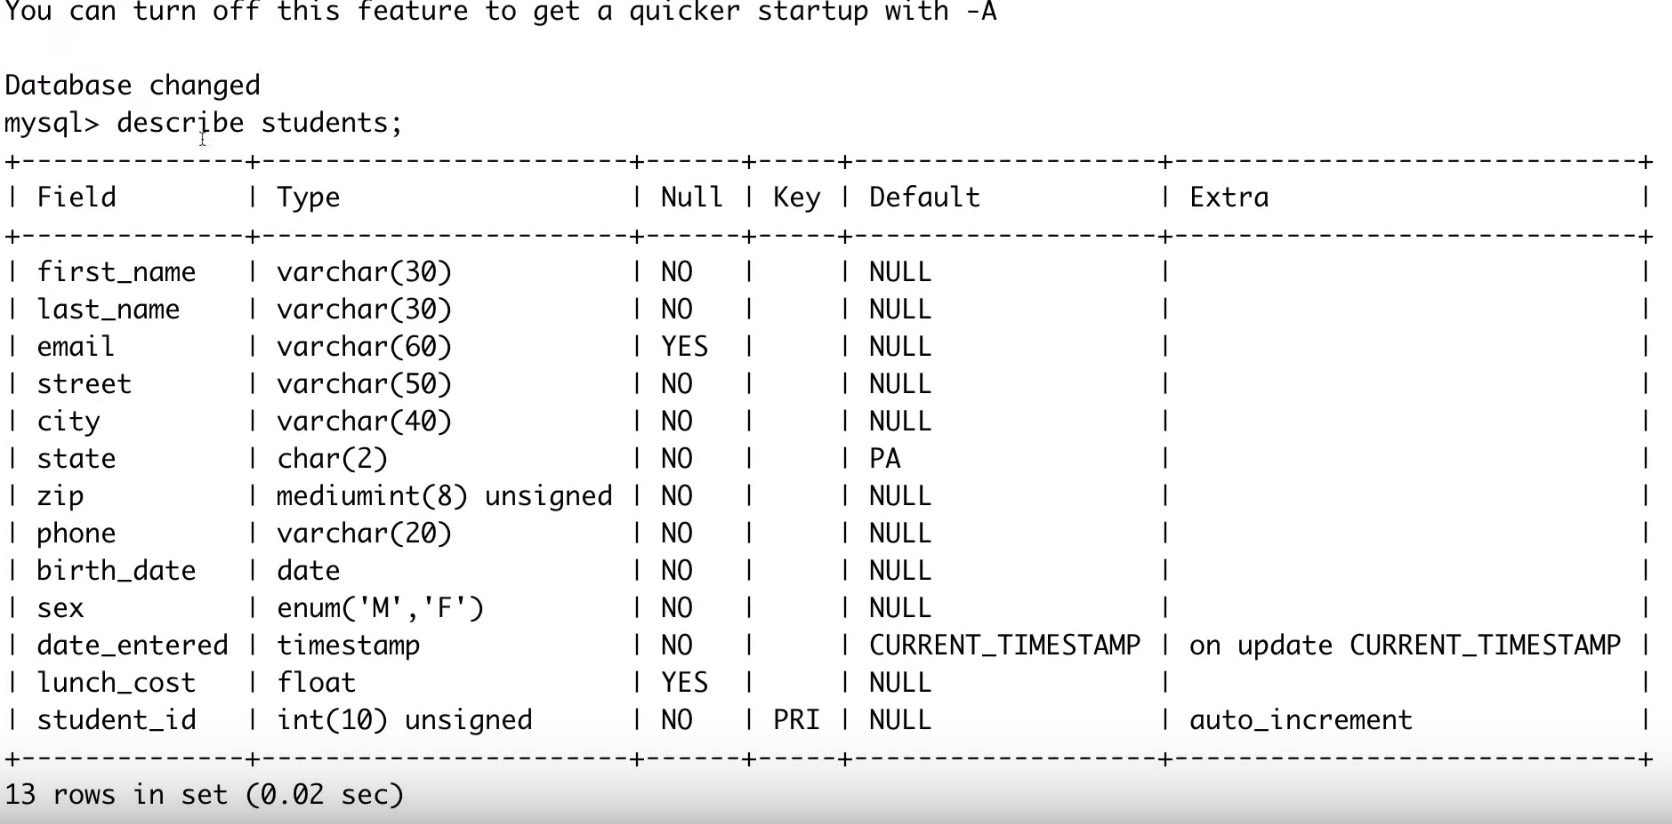 You can turn off this feature to get a quicker startup with -A
Database changed
mysql> describe students;
+--------------+-----------------------+------+-----+-------------------+-----------------------------+
| Field        | Type                  | Null | Key | Default           | Extra                       |
+--------------+-----------------------+------+-----+-------------------+-----------------------------+
| first_name   | varchar(30)           | NO   |     | NULL              |                             |
| last_name    | varchar(30)           | NO   |     | NULL              |                             |
| email        | varchar(60)           | YES  |     | NULL              |                             |
| street       | varchar(50)           | NO   |     | NULL              |                             |
| city         | varchar(40)           | NO   |     | NULL              |                             |
| state        | char(2)               | NO   |     | PA                |                             |
| zip          | mediumint(8) unsigned | NO   |     | NULL              |                             |
| phone        | varchar(20)           | NO   |     | NULL              |                             |
| birth_date   | date                  | NO   |     | NULL              |                             |
| sex          | enum('M','F')         | NO   |     | NULL              |                             |
| date_entered | timestamp             | NO   |     | CURRENT_TIMESTAMP | on update CURRENT_TIMESTAMP |
| lunch_cost   | float                 | YES  |     | NULL              |                             |
| student_id   | int(10) unsigned      | NO   | PRI | NULL              | auto_increment              |
+--------------+-----------------------+------+-----+-------------------+-----------------------------+
13 rows in set (0.02 sec)